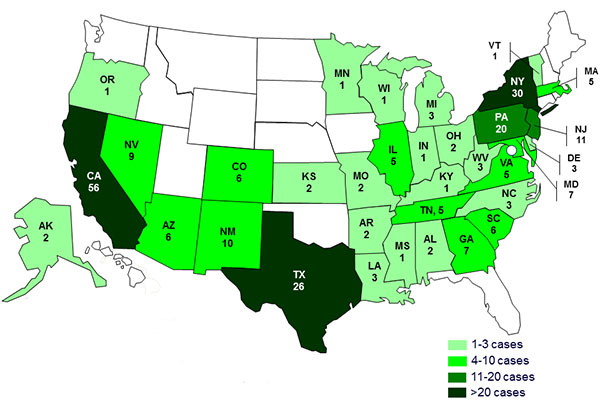 VT
1
MA
5
OR
1
MN
1
WI
1
MI
3
NY
30
PA
20
NJ
11
NV
9
CA
56
CO
6
KS
2
MO
2
IL
5
IN
1
OH
2
WV
3
VA
6
KY
1
DE
3
MD
7
NC
3
TN, 5
SC
6
AK
2
AZ
6
NM
10
AR
2
MS
1
AL
2
GA
7
TX
26
LA
3
1-3 cases
4-10 cases
11-20 cases
>20 cases